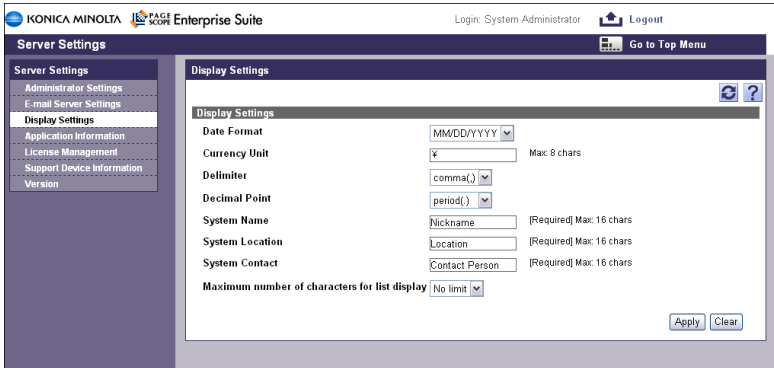 KONICA MINOLTA PAGE SCOPE Enterprise Suite
Login: System Administrator
Logout
Server Settings
Go to Top Menu
Server Settings
Administrator Settings
E-mail Server Settings
Display Settings
Application Information
License Management
Support Device Information
Version
Display Settings
?
Display Settings
Date Format MM/DD/YYYY
Currency Unit ¥ Max: 8 chars
Delimiter comma(,)
Decimal Point period(.)
System Name Nickname [Required] Max: 16 chars
System Location Location [Required] Max: 16 chars
System Contact Contact Person [Required] Max: 16 chars
Maximum number of characters for list display No limit
Apply Clear